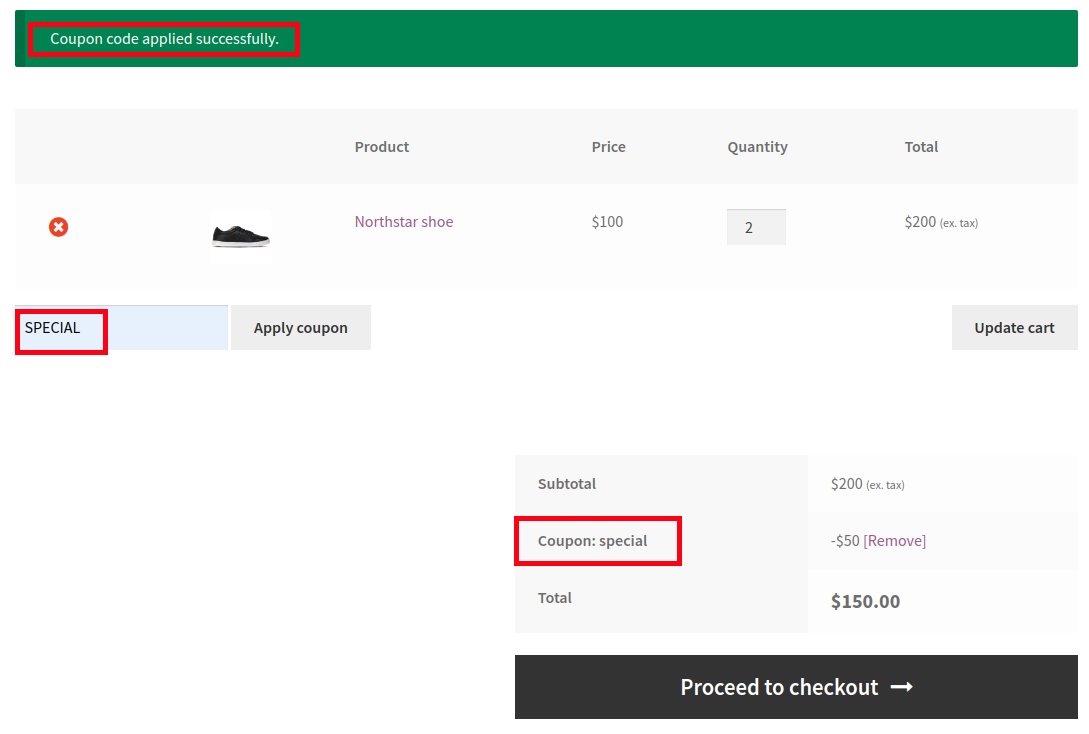 Coupon code applied successfully.
Product Price Quantity Total
Northstar shoe $100 2 $200 (ex. tax)
SPECIAL Apply coupon Update cart
Subtotal $200 (ex. tax)
Coupon: special -$50 [Remove]
Total $150.00
Proceed to checkout →